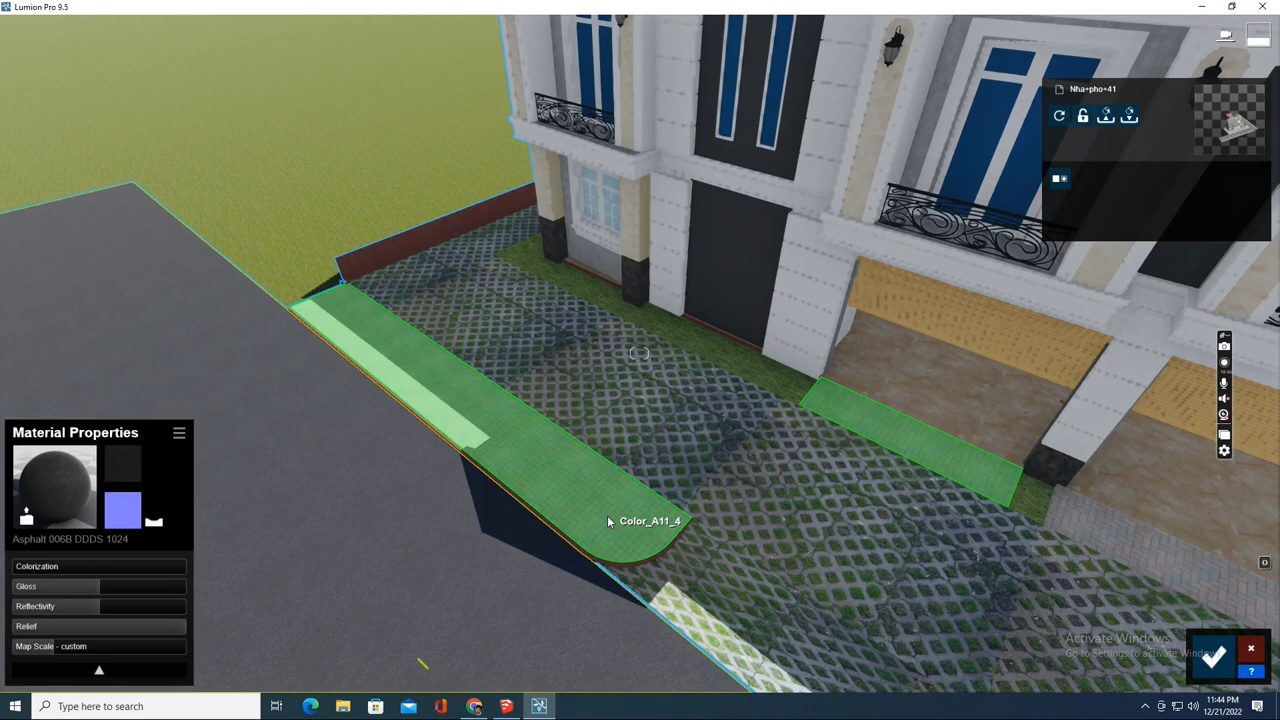 Lumion Pro 9.5
Nha+pho+41
Color_A11_4
Material Properties
Asphalt 006B DDDS 1024
Colorization
Gloss
Reflectivity
Relief
Map Scale - custom
Activate Windows
Go to Settings to activate Windows.
?
Type here to search
11:44 PM
12/21/2022